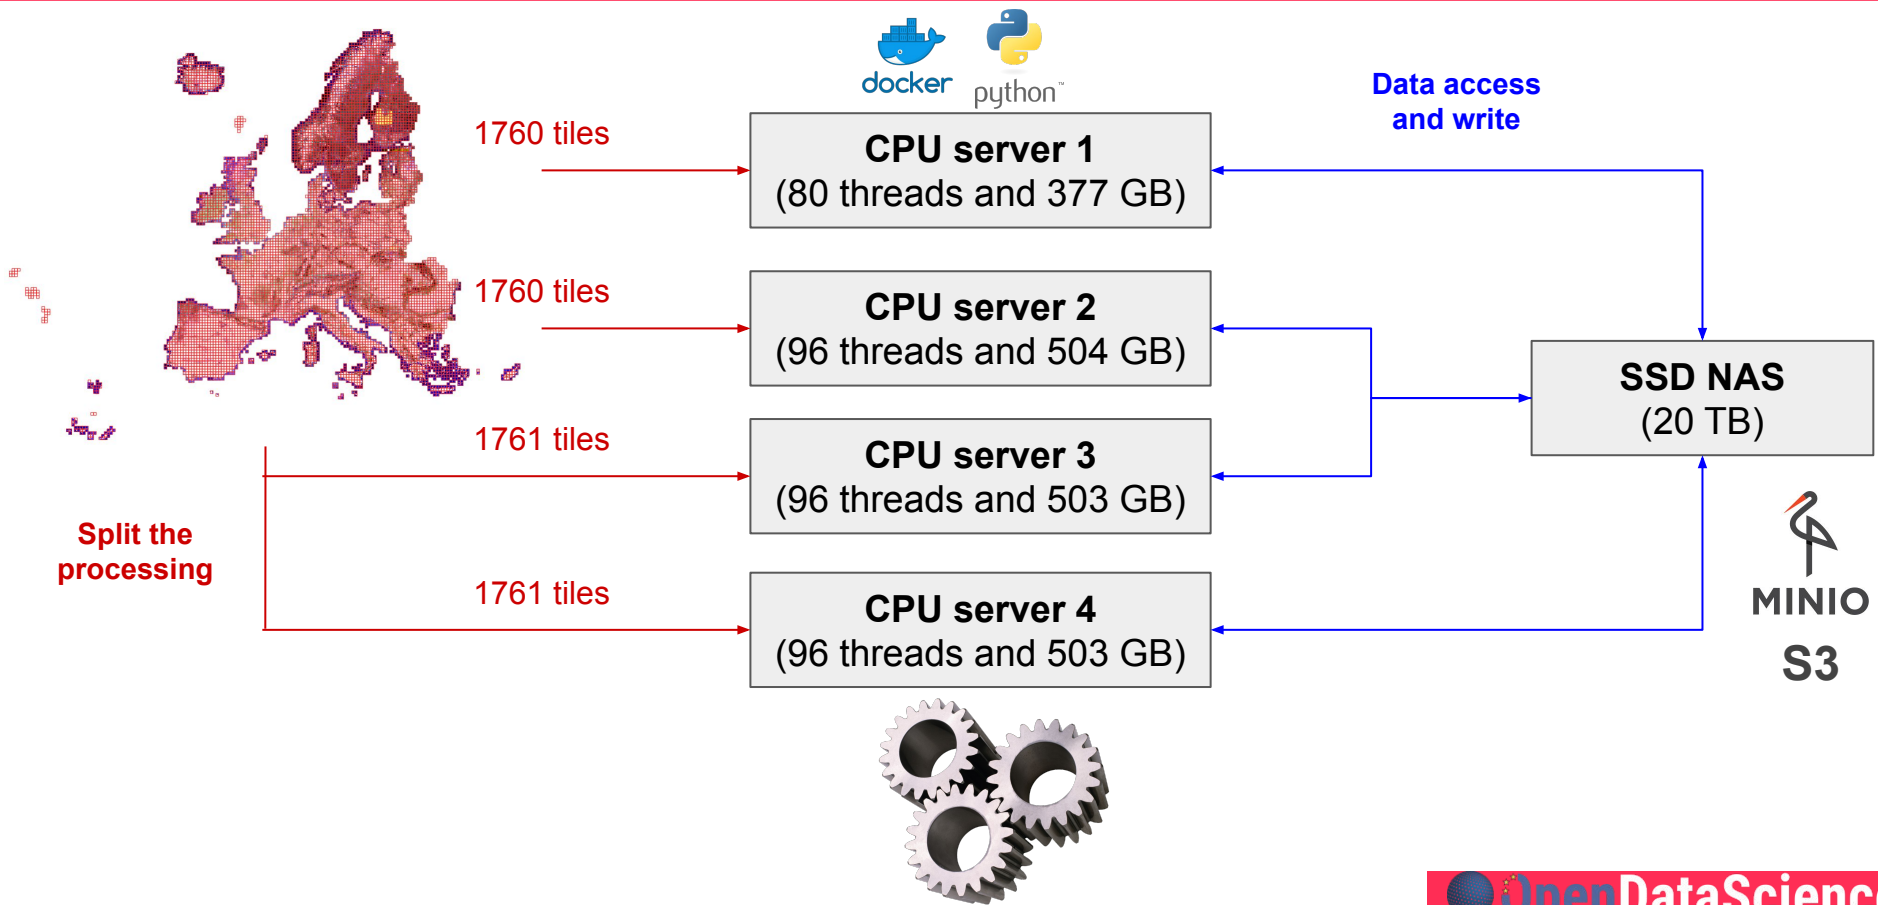 docker
python™
Data access
and write
1760 tiles
CPU server 1
(80 threads and 377 GB)
1760 tiles
CPU server 2
(96 threads and 504 GB)
SSD NAS
(20 TB)
1761 tiles
CPU server 3
(96 threads and 503 GB)
Split the
processing
1761 tiles
CPU server 4
(96 threads and 503 GB)
MINIO
S3
OpenDataScience